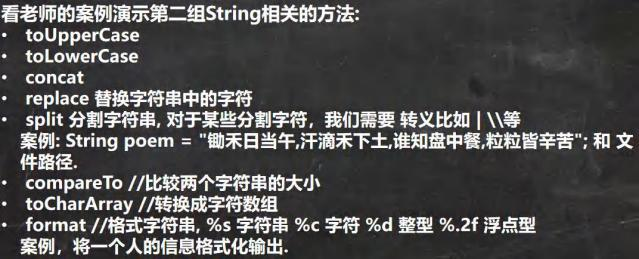 看老师的案例演示第二组String相关的方法:
• toUpperCase
• toLowerCase
• concat
• replace 替换字符串中的字符
• split 分割字符串, 对于某些分割字符，我们需要 转义比如 | \\等
案例: String poem = "锄禾日当午,汗滴禾下土,谁知盘中餐,粒粒皆辛苦"; 和 文
件路径.
• compareTo //比较两个字符串的大小
• toCharArray //转换成字符数组
• format //格式字符串, %s 字符串 %c 字符 %d 整型 %.2f 浮点型
案例，将一个人的信息格式化输出.